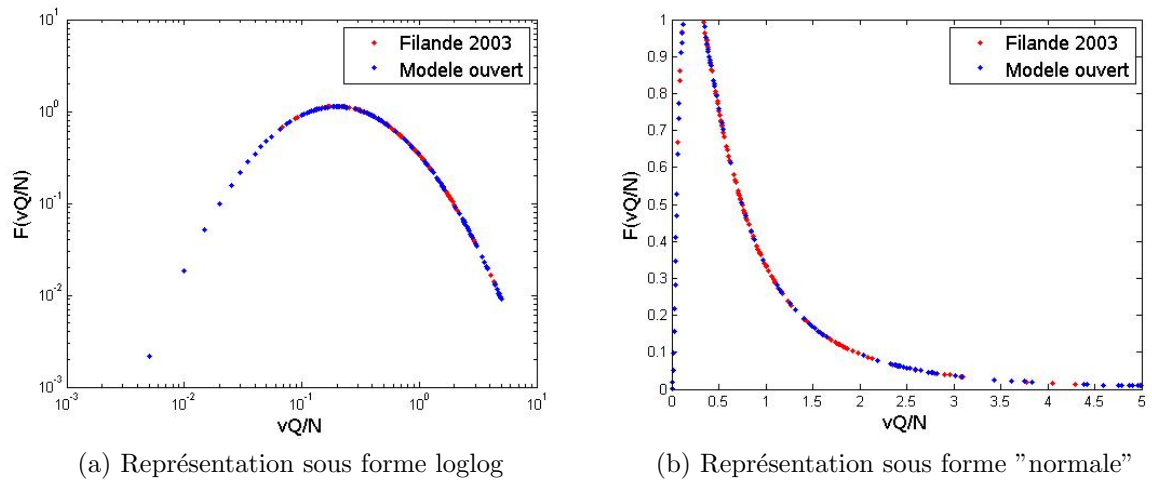 Filande 2003
Modele ouvert
F(vQ/N)
10^1
10^0
10^-1
10^-2
10^-3
10^-3
10^-2
10^-1
10^0
10^1
vQ/N
(a) Représentation sous forme loglog
Filande 2003
Modele ouvert
F(vQ/N)
1
0.9
0.8
0.7
0.6
0.5
0.4
0.3
0.2
0.1
0
0 0.5 1 1.5 2 2.5 3 3.5 4 4.5 5
vQ/N
(b) Représentation sous forme ”normale”